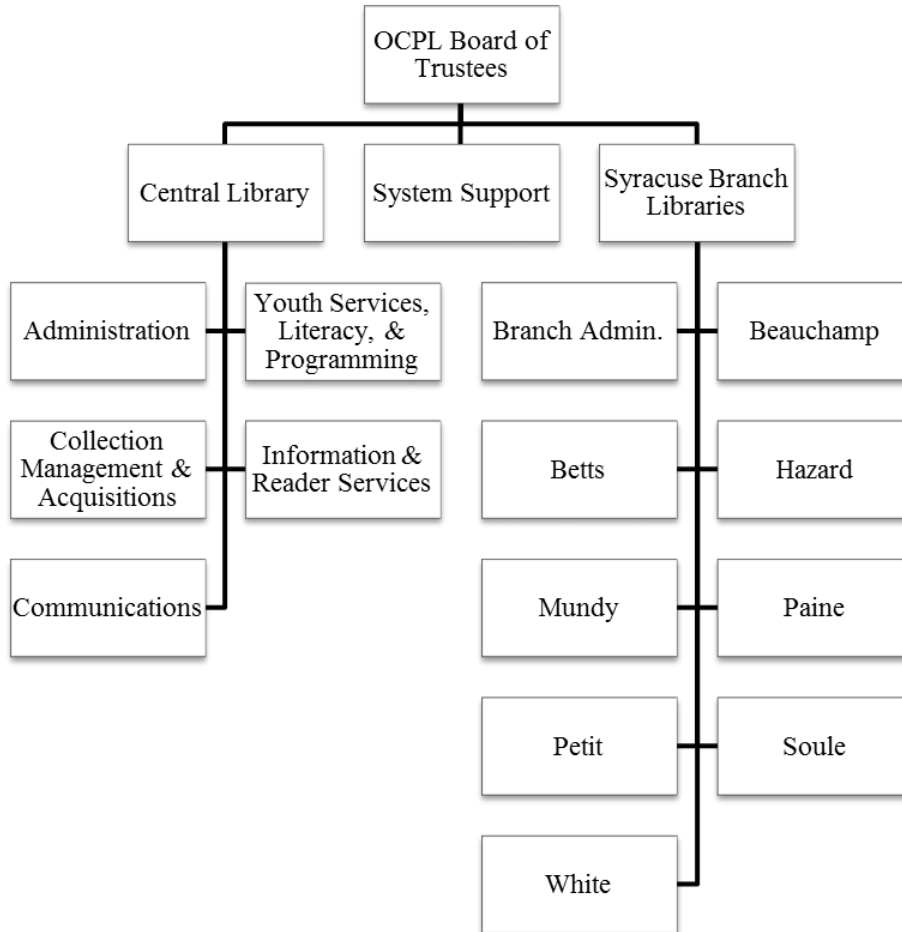 OCPL Board of
Trustees
Central Library
System Support
Syracuse Branch
Libraries
Administration
Youth Services,
Literacy, &
Programming
Branch Admin.
Beauchamp
Collection
Management &
Acquisitions
Information &
Reader Services
Betts
Hazard
Communications
Mundy
Paine
Petit
Soule
White